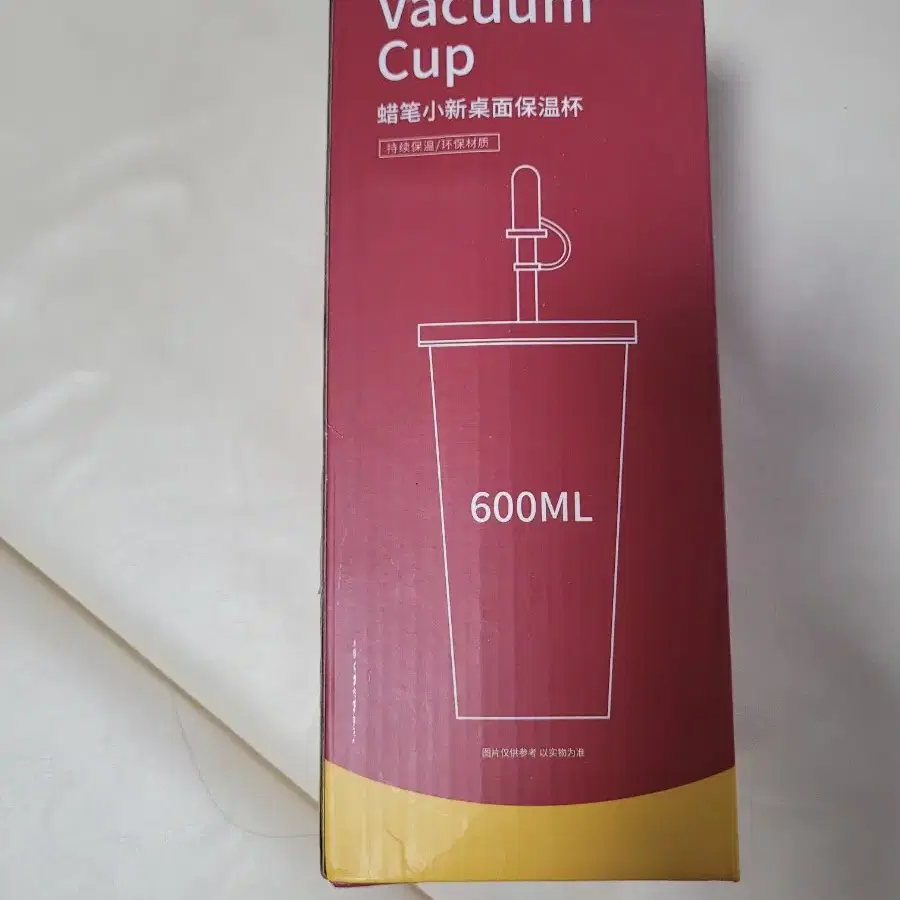 Vacuum
Cup
蜡笔小新桌面保温杯
持续保温/环保材质
600ML
图片仅供参考 以实物为准